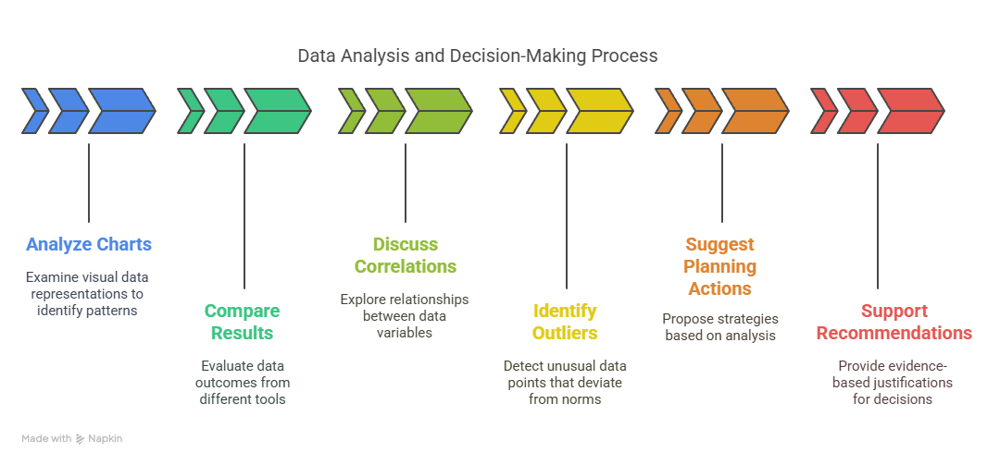 Data Analysis and Decision-Making Process
Analyze Charts
Examine visual data
representations to
identify patterns
Compare
Results
Evaluate data
outcomes from
different tools
Discuss
Correlations
Explore relationships
between data
variables
Identify
Outliers
Detect unusual data
points that deviate
from norms
Suggest
Planning
Actions
Propose strategies
based on analysis
Support
Recommendations
Provide evidence-
based justifications
for decisions
Made with Napkin